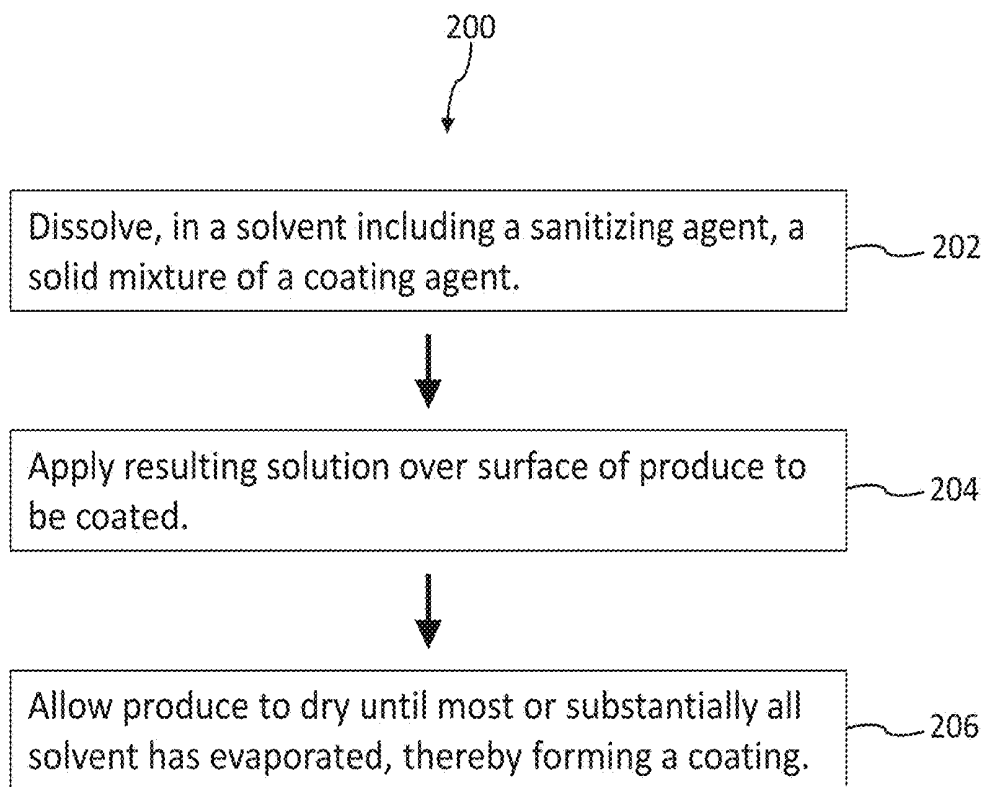 200
Dissolve, in a solvent including a sanitizing agent, a
solid mixture of a coating agent.
202
Apply resulting solution over surface of produce to
be coated.
204
Allow produce to dry until most or substantially all
solvent has evaporated, thereby forming a coating.
206